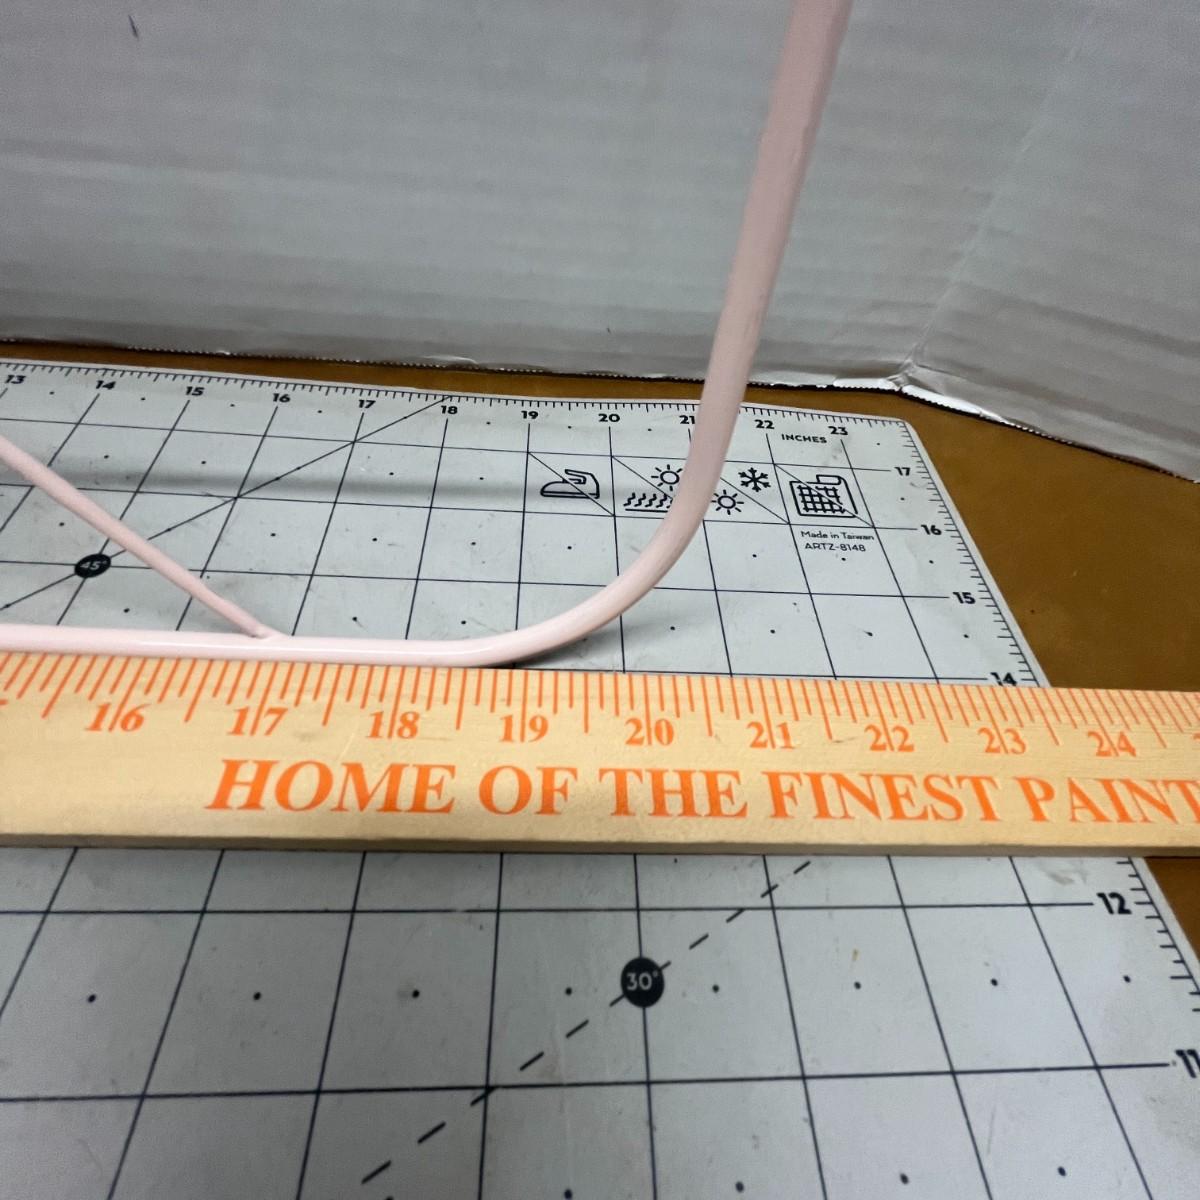 13 14 15 16 17 18 19 20 21 22 23
INCHES
17
16
Made in Taiwan
ARTZ-8148
45°
15
14
16 17 18 19 20 21 22 23 24
HOME OF THE FINEST PAINT
12
30°
11